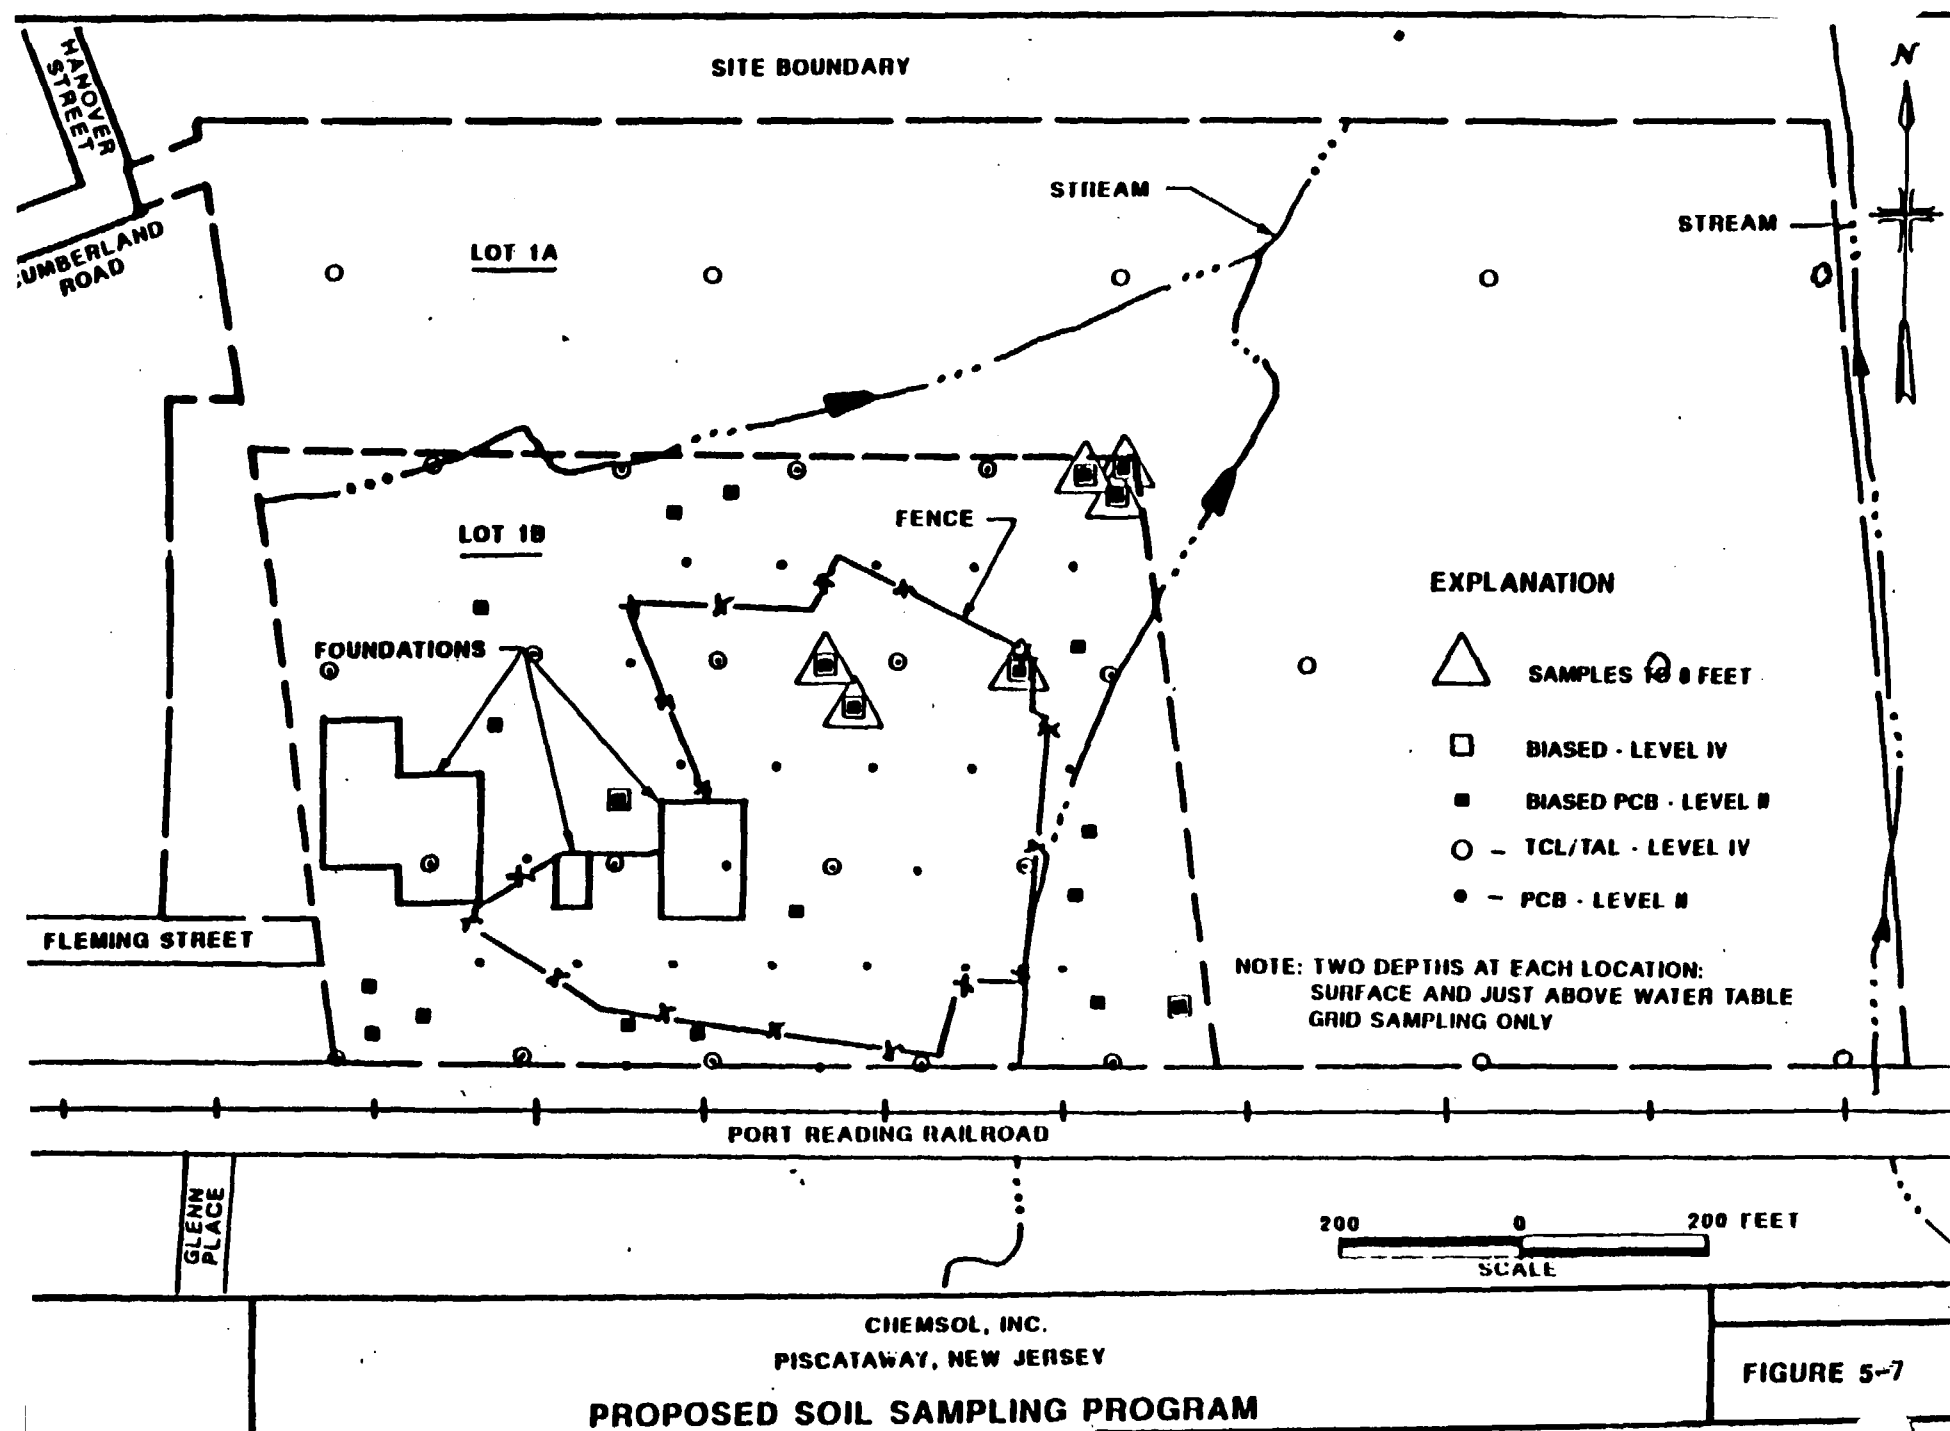 HANOVER
STREET
SITE BOUNDARY
N
STREAM
STREAM
CUMBERLAND
ROAD
LOT 1A
LOT 1B
FENCE
FOUNDATIONS
EXPLANATION
SAMPLES TO 8 FEET
BIASED - LEVEL IV
BIASED PCB - LEVEL II
TCL/TAL - LEVEL IV
PCB - LEVEL II
FLEMING STREET
NOTE: TWO DEPTHS AT EACH LOCATION:
SURFACE AND JUST ABOVE WATER TABLE
GRID SAMPLING ONLY
PORT READING RAILROAD
GLENN
PLACE
200 0 200 FEET
SCALE
CHEMSOL, INC.
PISCATAWAY, NEW JERSEY
PROPOSED SOIL SAMPLING PROGRAM
FIGURE 5-7